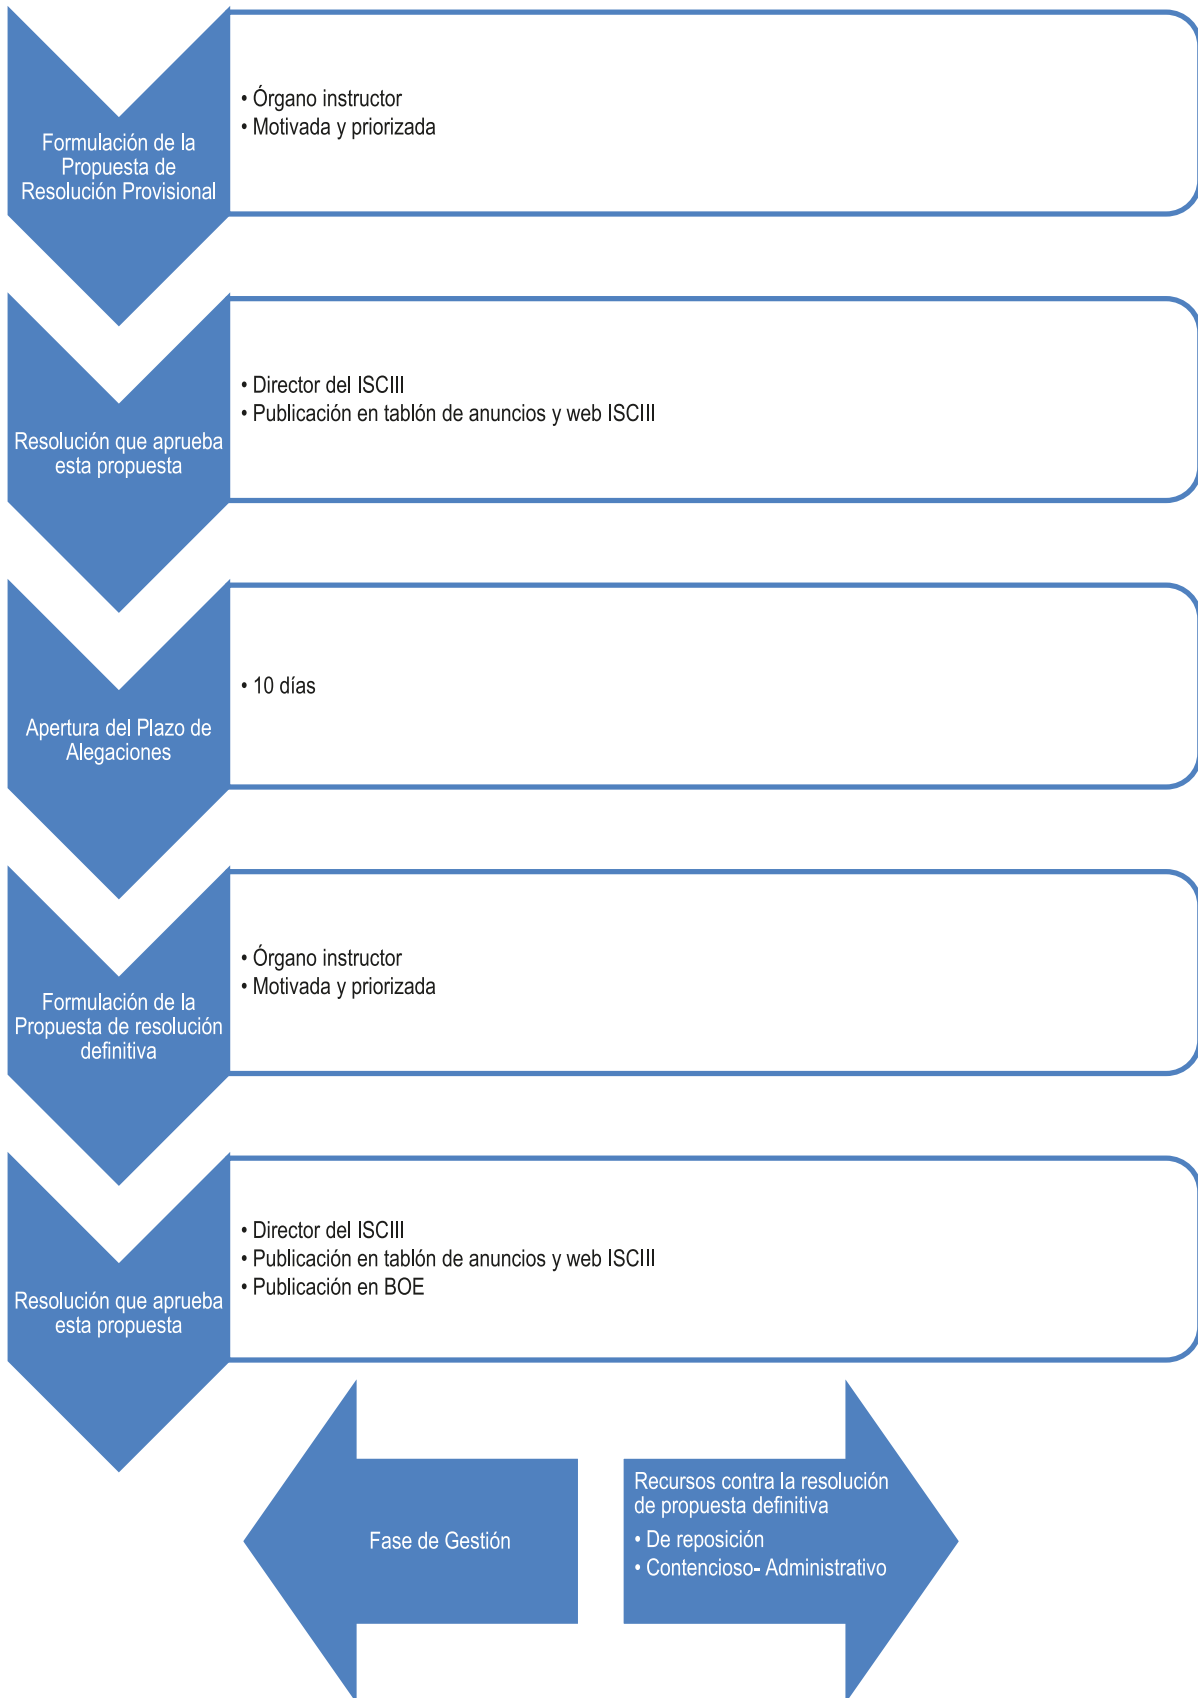 Formulación de la
Propuesta de
Resolución Provisional
• Órgano instructor
• Motivada y priorizada
Resolución que aprueba
esta propuesta
• Director del ISCIII
• Publicación en tablón de anuncios y web ISCIII
Apertura del Plazo de
Alegaciones
• 10 días
Formulación de la
Propuesta de resolución
definitiva
• Órgano instructor
• Motivada y priorizada
Resolución que aprueba
esta propuesta
• Director del ISCIII
• Publicación en tablón de anuncios y web ISCIII
• Publicación en BOE
Fase de Gestión
Recursos contra la resolución
de propuesta definitiva
• De reposición
• Contencioso- Administrativo